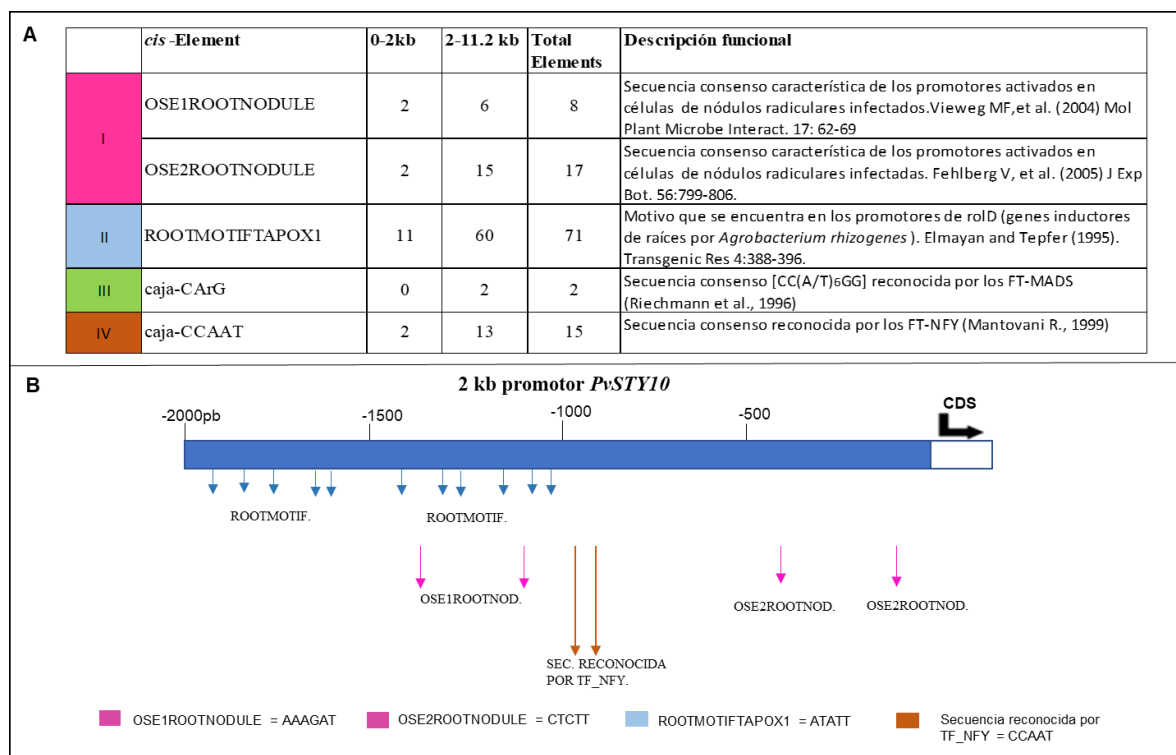 A
cis -Element 0-2kb 2-11.2 kb Total Elements Descripción funcional
I
OSE1ROOTNODULE 2 6 8
Secuencia consenso característica de los promotores activados en
células de nódulos radiculares infectados.Vieweg MF,et al. (2004) Mol
Plant Microbe Interact. 17: 62-69
OSE2ROOTNODULE 2 15 17
Secuencia consenso característica de los promotores activados en
células de nódulos radiculares infectadas. Fehlberg V, et al. (2005) J Exp
Bot. 56:799-806.
II ROOTMOTIFTAPOX1 11 60 71
Motivo que se encuentra en los promotores de rolD (genes inductores
de raíces por Agrobacterium rhizogenes ). Elmayan and Tepfer (1995).
Transgenic Res 4:388-396.
III caja-CArG 0 2 2
Secuencia consenso [CC(A/T)6GG] reconocida por los FT-MADS
(Riechmann et al., 1996)
IV caja-CCAAT 2 13 15
Secuencia consenso reconocida por los FT-NFY (Mantovani R., 1999)
B
2 kb promotor PvSTY10
-2000pb -1500 -1000 -500 CDS
ROOTMOTIF. ROOTMOTIF.
OSE1ROOTNOD. OSE2ROOTNOD. OSE2ROOTNOD.
SEC. RECONOCIDA
POR TF_NFY.
OSE1ROOTNODULE = AAAGAT OSE2ROOTNODULE = CTCTT ROOTMOTIFTAPOX1 = ATATT Secuencia reconocida por
TF_NFY = CCAAT